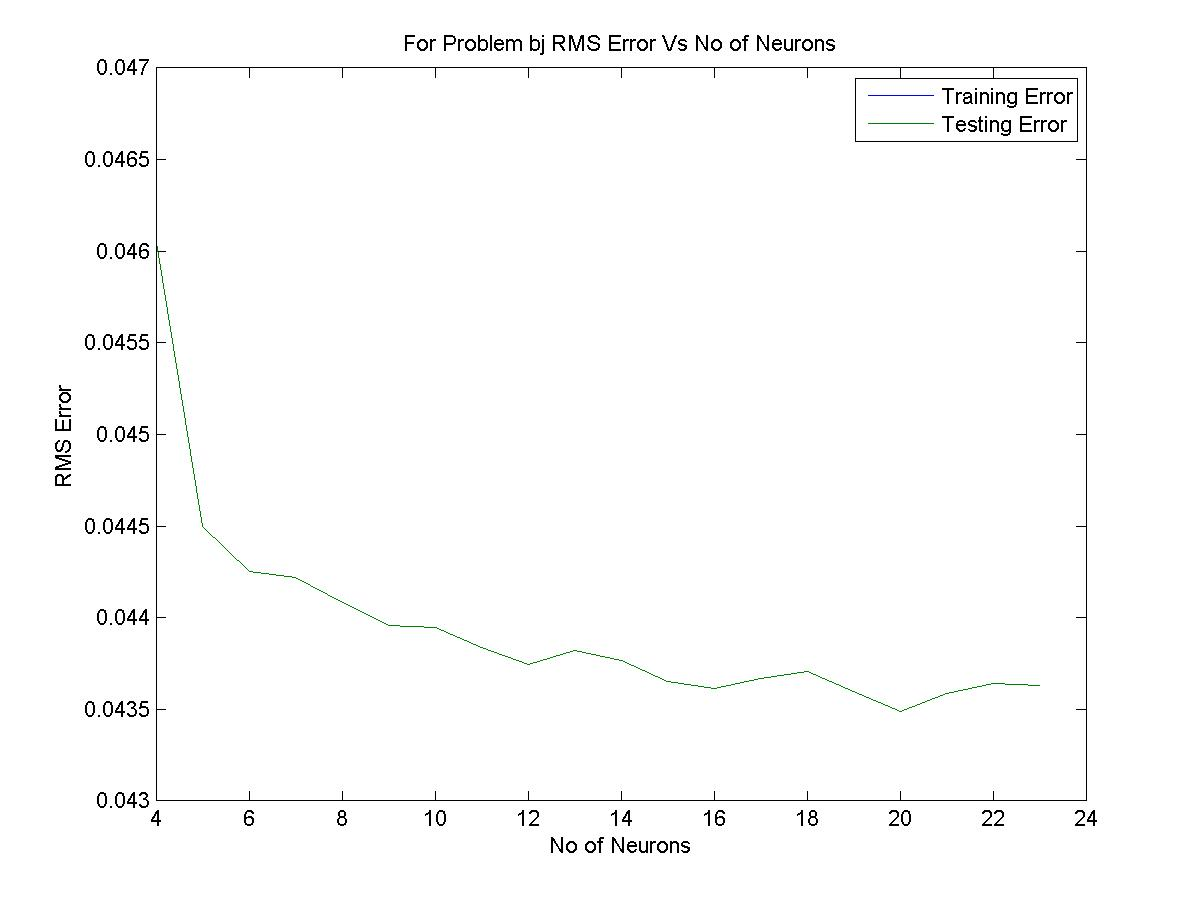 For Problem bj RMS Error Vs No of Neurons
0.047
Training Error
Testing Error
0.0465
0.046
0.0455
0.045
RMS Error
0.0445
0.044
0.0435
0.043
4 6 8 10 12 14 16 18 20 22 24
No of Neurons